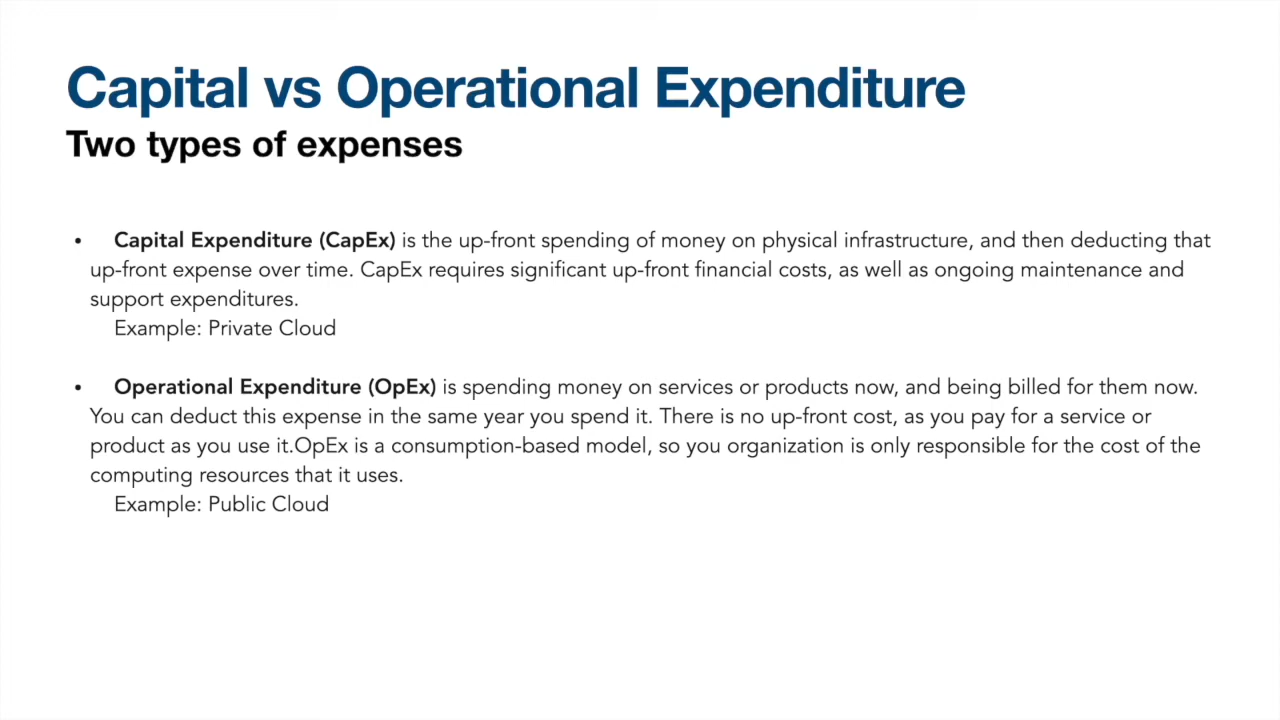 Capital vs Operational Expenditure
Two types of expenses
• Capital Expenditure (CapEx) is the up-front spending of money on physical infrastructure, and then deducting that
up-front expense over time. CapEx requires significant up-front financial costs, as well as ongoing maintenance and
support expenditures.
Example: Private Cloud
• Operational Expenditure (OpEx) is spending money on services or products now, and being billed for them now.
You can deduct this expense in the same year you spend it. There is no up-front cost, as you pay for a service or
product as you use it.OpEx is a consumption-based model, so you organization is only responsible for the cost of the
computing resources that it uses.
Example: Public Cloud